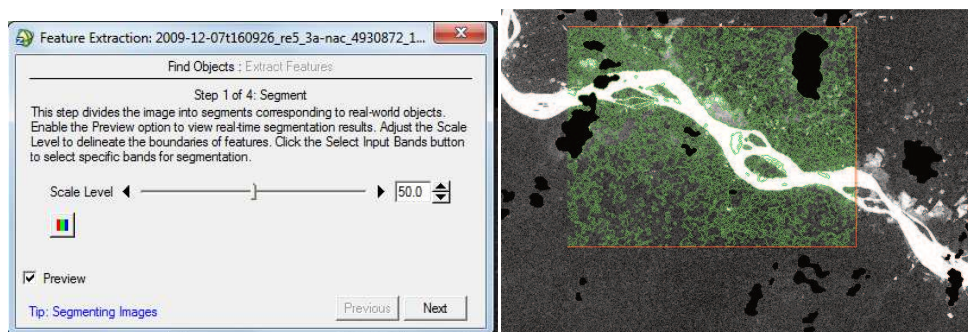 Feature Extraction: 2009-12-07t160926_re5_3a-nac_4930872_1...
Find Objects : Extract Features
Step 1 of 4: Segment
This step divides the image into segments corresponding to real-world objects.
Enable the Preview option to view real-time segmentation results. Adjust the Scale
Level to delineate the boundaries of features. Click the Select Input Bands button
to select specific bands for segmentation.
Scale Level 50.0
Preview
Tip: Segmenting Images Previous Next